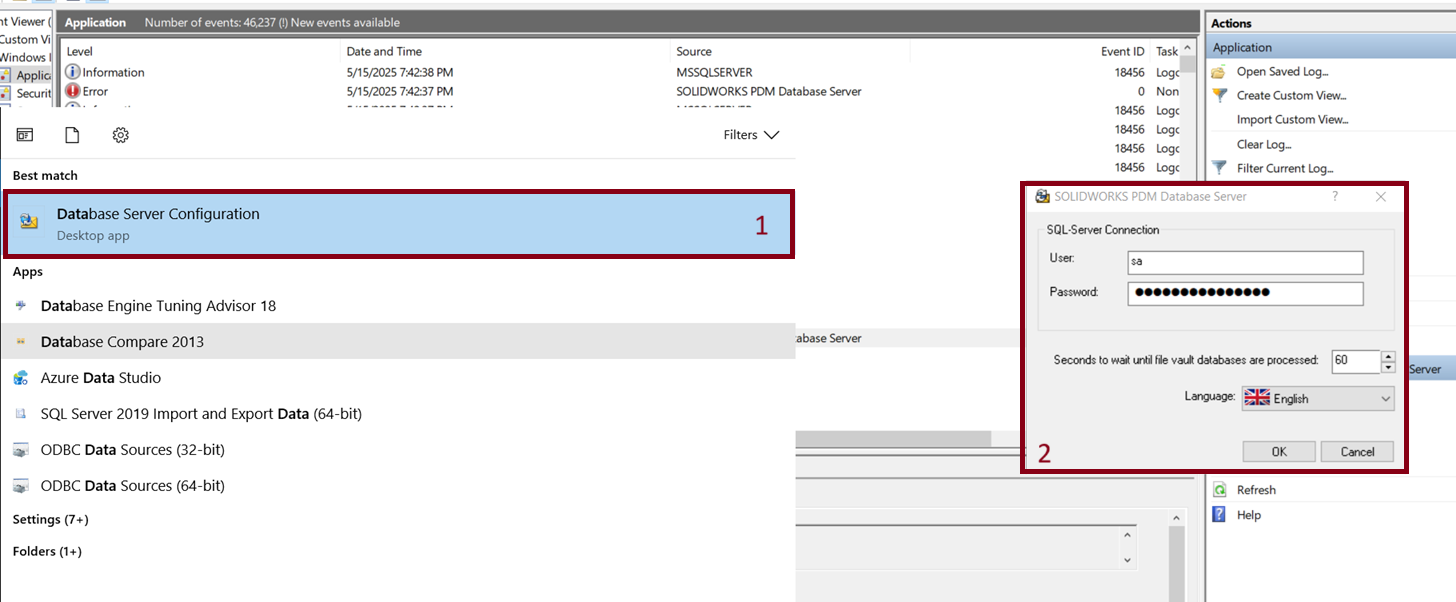 nt Viewer (
Custom Vi
Windows I
Applic
Securit
Application Number of events: 46,237 (!) New events available
Level Date and Time Source Event ID Task
Information 5/15/2025 7:42:38 PM MSSQLSERVER 18456 Logo
Error 5/15/2025 7:42:37 PM SOLIDWORKS PDM Database Server 0 Non
18456 Logo
18456 Logo
18456 Logo
18456 Logo
Actions
Application
Open Saved Log...
Create Custom View...
Import Custom View...
Clear Log...
Filter Current Log...
Filters
Best match
Database Server Configuration
Desktop app
1
Apps
Database Engine Tuning Advisor 18
Database Compare 2013
Azure Data Studio
SQL Server 2019 Import and Export Data (64-bit)
ODBC Data Sources (32-bit)
ODBC Data Sources (64-bit)
Settings (7+)
Folders (1+)
tabase Server
SOLIDWORKS PDM Database Server ?
SQL-Server Connection
User: sa
Password: ●●●●●●●●●●●●●●●
Seconds to wait until file vault databases are processed: 60
Language: English
OK Cancel
2
Server
Refresh
Help